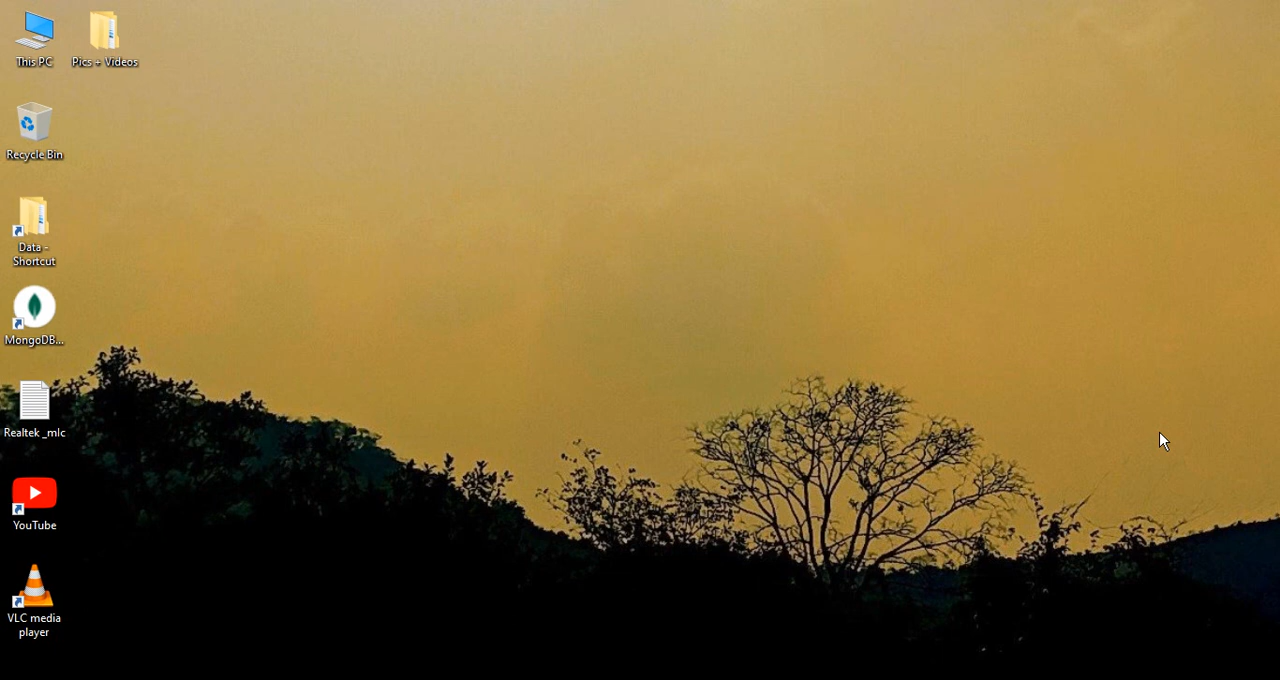 This PC
Pics + Videos
Recycle Bin
Data -
Shortcut
MongoDB...
Realtek _mlc
YouTube
VLC media
player